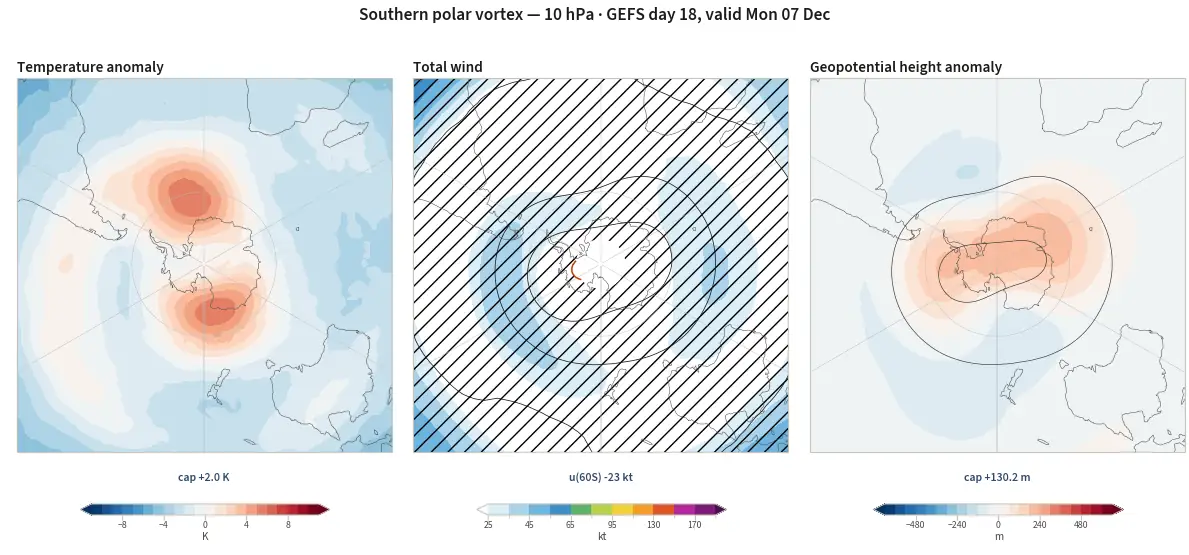 Southern polar vortex — 10 hPa · GEFS day 18, valid Mon 07 Dec
Temperature anomaly
Total wind
Geopotential height anomaly
cap +2.0 K
u(60S) -23 kt
cap +130.2 m
−8 −4 0 4 8
K
25 45 65 95 130 170
kt
−480 −240 0 240 480
m